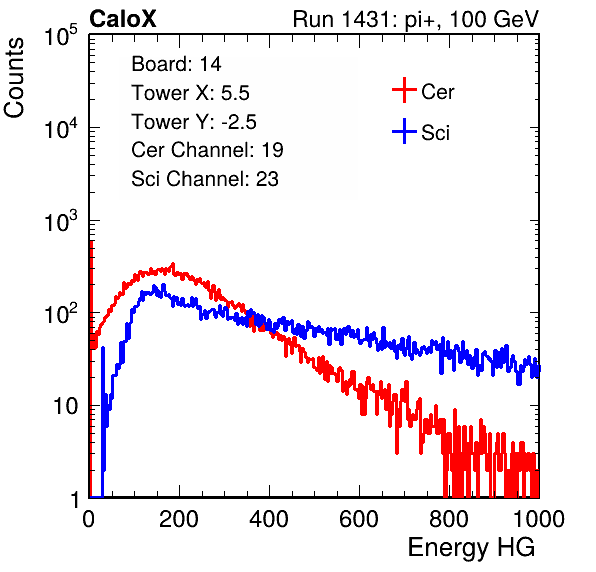 CaloX Run 1431: pi+, 100 GeV
Counts
Board: 14
Tower X: 5.5
Tower Y: -2.5
Cer Channel: 19
Sci Channel: 23
Cer
Sci
10^5
10^4
10^3
10^2
10
1
0 200 400 600 800 1000
Energy HG